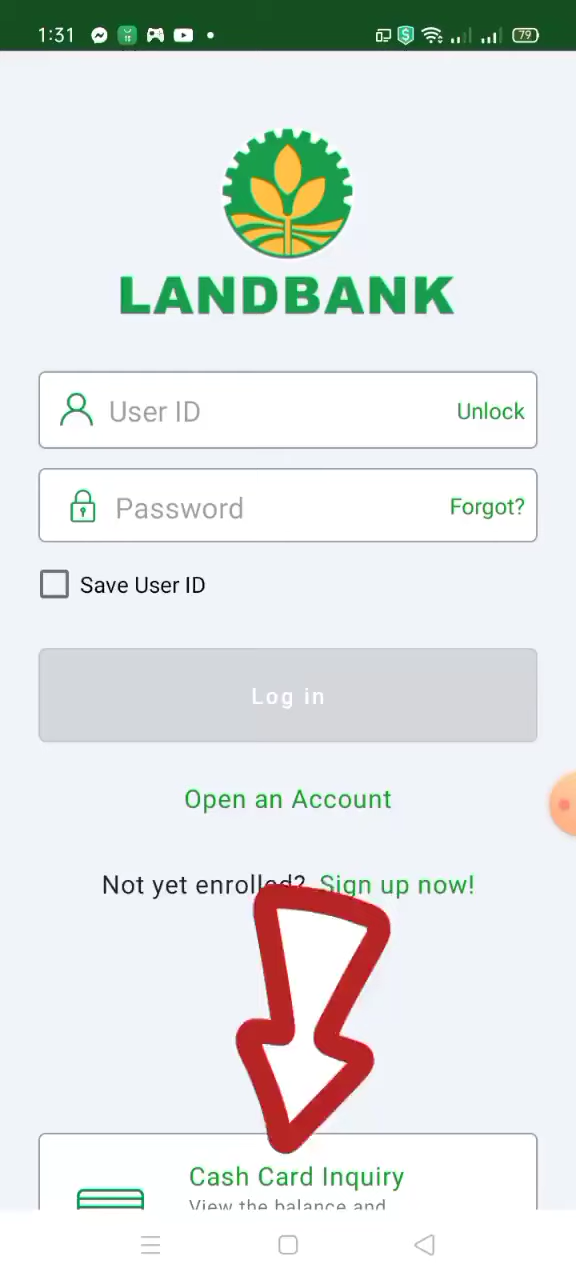 1:31
79
LANDBANK
User ID
Unlock
Password
Forgot?
Save User ID
Log in
Open an Account
Not yet enrolled? Sign up now!
Cash Card Inquiry
View the balance and